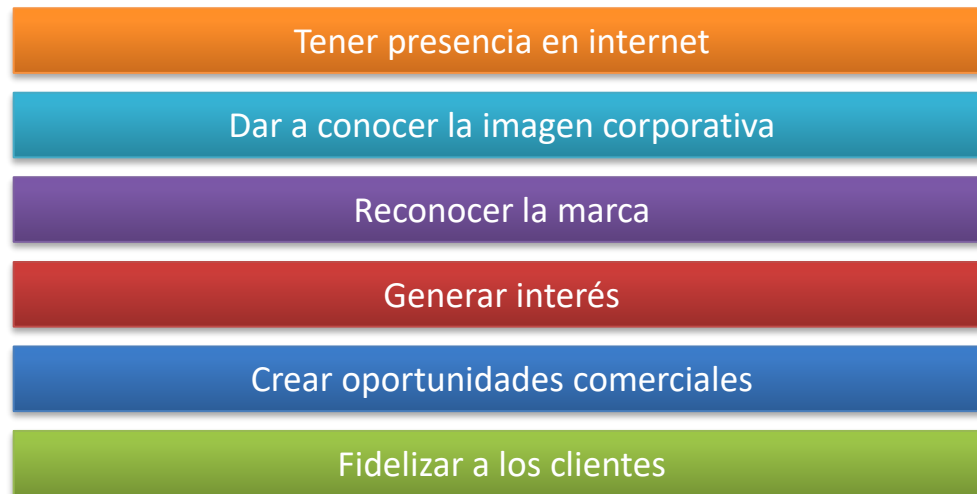 Tener presencia en internet
Dar a conocer la imagen corporativa
Reconocer la marca
Generar interés
Crear oportunidades comerciales
Fidelizar a los clientes